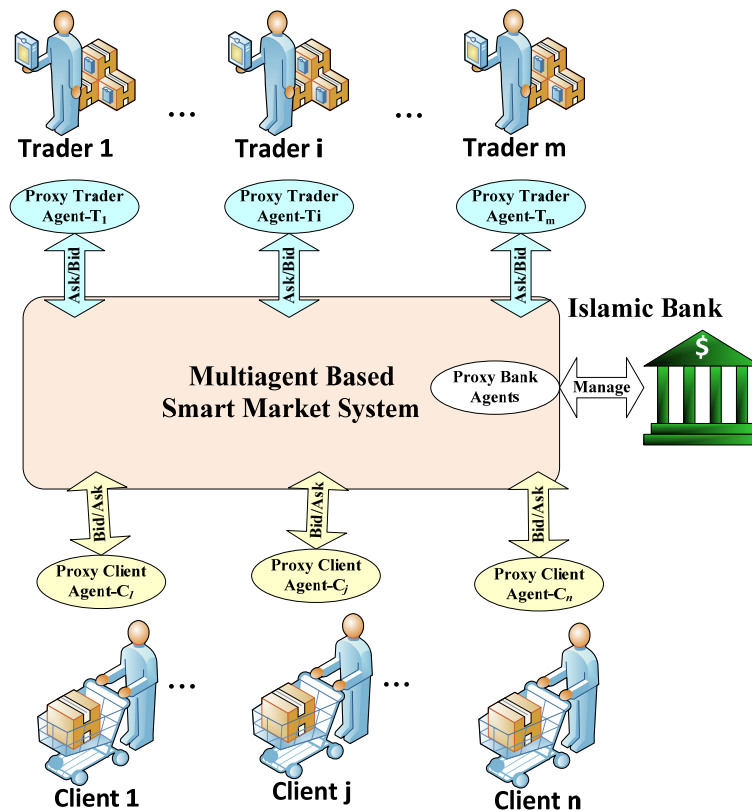 ... ...
Trader 1 Trader i Trader m
Proxy Trader Proxy Trader Proxy Trader
Agent-T1 Agent-Ti Agent-Tm
Ask/Bid Ask/Bid Ask/Bid
Islamic Bank
$
Multiagent Based
Smart Market System
Proxy Bank
Agents
Manage
Bid/Ask Bid/Ask Bid/Ask
Proxy Client Proxy Client Proxy Client
Agent-C1 Agent-Cj Agent-Cn
... ...
Client 1 Client j Client n